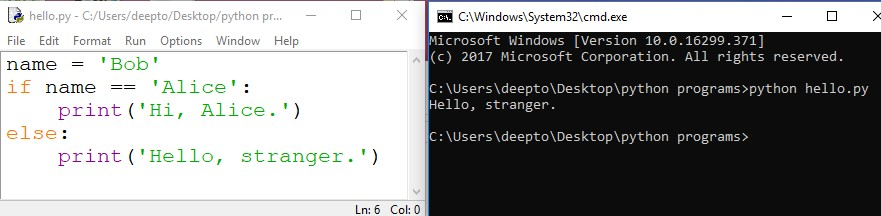 hello.py - C:/Users/deepto/Desktop/python pr...
File Edit Format Run Options Window Help
name = 'Bob'
if name == 'Alice':
    print('Hi, Alice.')
else:
    print('Hello, stranger.')
Ln: 6 Col: 0
C:\Windows\System32\cmd.exe
Microsoft Windows [Version 10.0.16299.371]
(c) 2017 Microsoft Corporation. All rights reserved.
C:\Users\deepto\Desktop\python programs>python hello.py
Hello, stranger.
C:\Users\deepto\Desktop\python programs>